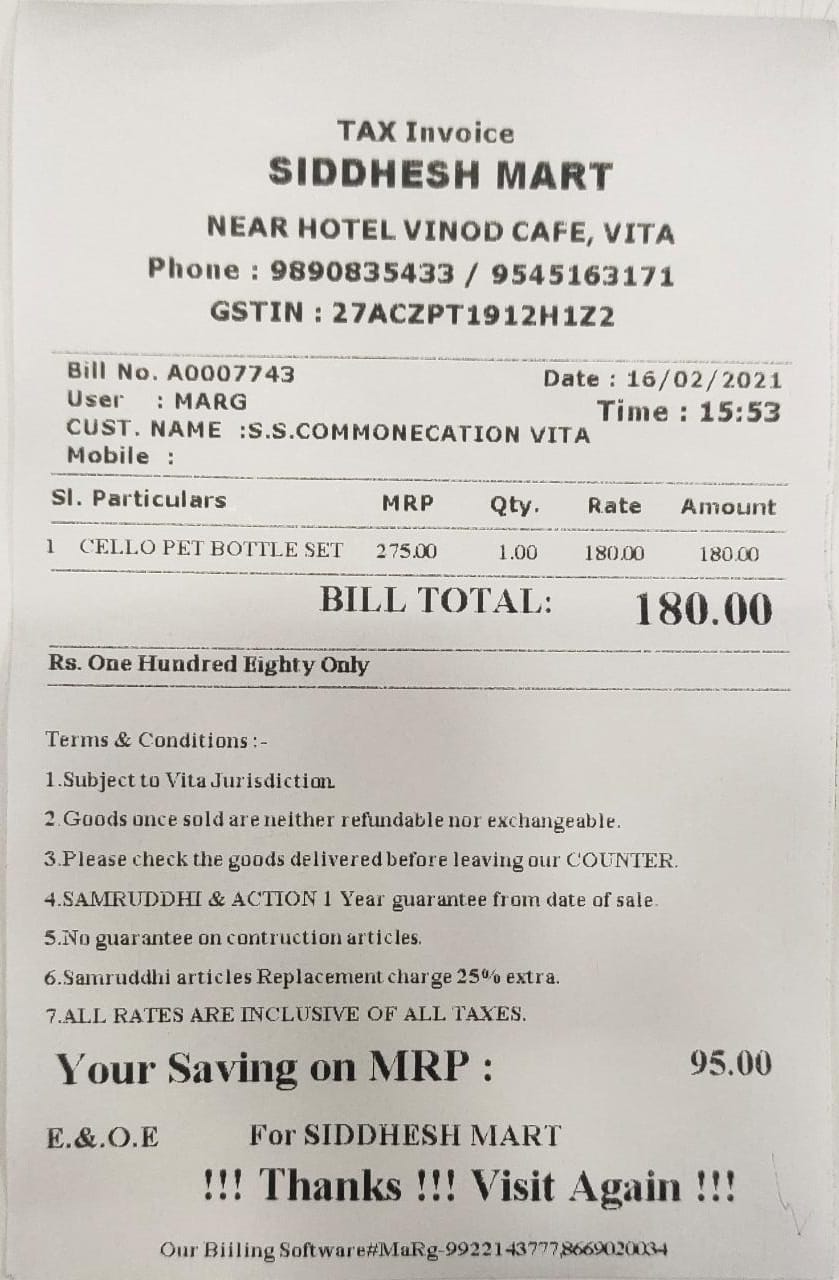 TAX Invoice
SIDDHESH MART
NEAR HOTEL VINOD CAFE, VITA
Phone : 9890835433 / 9545163171
GSTIN : 27ACZPT1912H1Z2
Bill No. A0007743 Date : 16/02/2021
User : MARG Time : 15:53
CUST. NAME :S.S.COMMONECATION VITA
Mobile :
Sl. Particulars MRP Qty. Rate Amount
1 CELLO PET BOTTLE SET 275.00 1.00 180.00 180.00
BILL TOTAL: 180.00
Rs. One Hundred Eighty Only
Terms & Conditions :-
1.Subject to Vita Jurisdiction
2.Goods once sold are neither refundable nor exchangeable.
3.Please check the goods delivered before leaving our COUNTER.
4.SAMRUDDHI & ACTION 1 Year guarantee from date of sale.
5.No guarantee on contruction articles.
6.Samruddhi articles Replacement charge 25% extra.
7.ALL RATES ARE INCLUSIVE OF ALL TAXES.
Your Saving on MRP : 95.00
E.&.O.E For SIDDHESH MART
!!! Thanks !!! Visit Again !!!
Our Biiling Software#MaRg-9922143777,8669020034